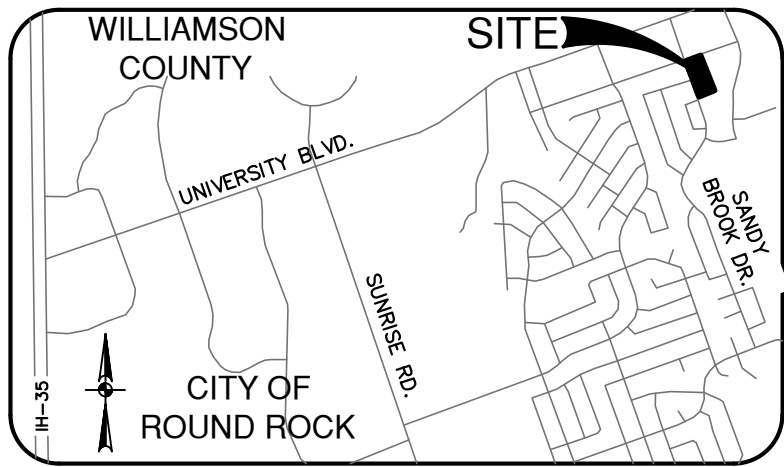 WILLIAMSON
COUNTY
SITE
UNIVERSITY BLVD.
SANDY
BROOK DR.
SUNRISE RD.
IH-35
CITY OF
ROUND ROCK